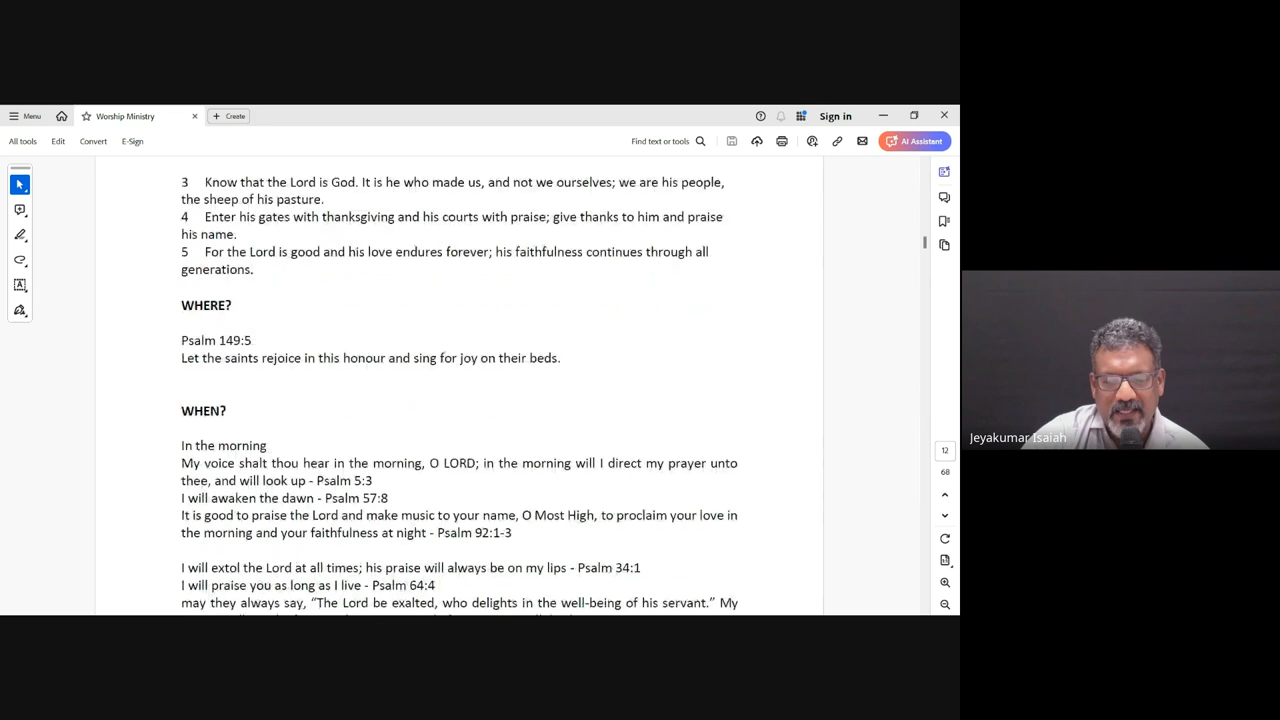 Menu
Worship Ministry
Create
Sign in
All tools
Edit
Convert
E-Sign
Find text or tools
AI Assistant
3 Know that the Lord is God. It is he who made us, and not we ourselves; we are his people,
the sheep of his pasture.
4 Enter his gates with thanksgiving and his courts with praise; give thanks to him and praise
his name.
5 For the Lord is good and his love endures forever; his faithfulness continues through all
generations.
WHERE?
Psalm 149:5
Let the saints rejoice in this honour and sing for joy on their beds.
WHEN?
In the morning
My voice shalt thou hear in the morning, O LORD; in the morning will I direct my prayer unto
thee, and will look up - Psalm 5:3
I will awaken the dawn - Psalm 57:8
It is good to praise the Lord and make music to your name, O Most High, to proclaim your love in
the morning and your faithfulness at night - Psalm 92:1-3
I will extol the Lord at all times; his praise will always be on my lips - Psalm 34:1
I will praise you as long as I live - Psalm 64:4
may they always say, “The Lord be exalted, who delights in the well-being of his servant.” My
12
68
Jeyakumar Isaiah